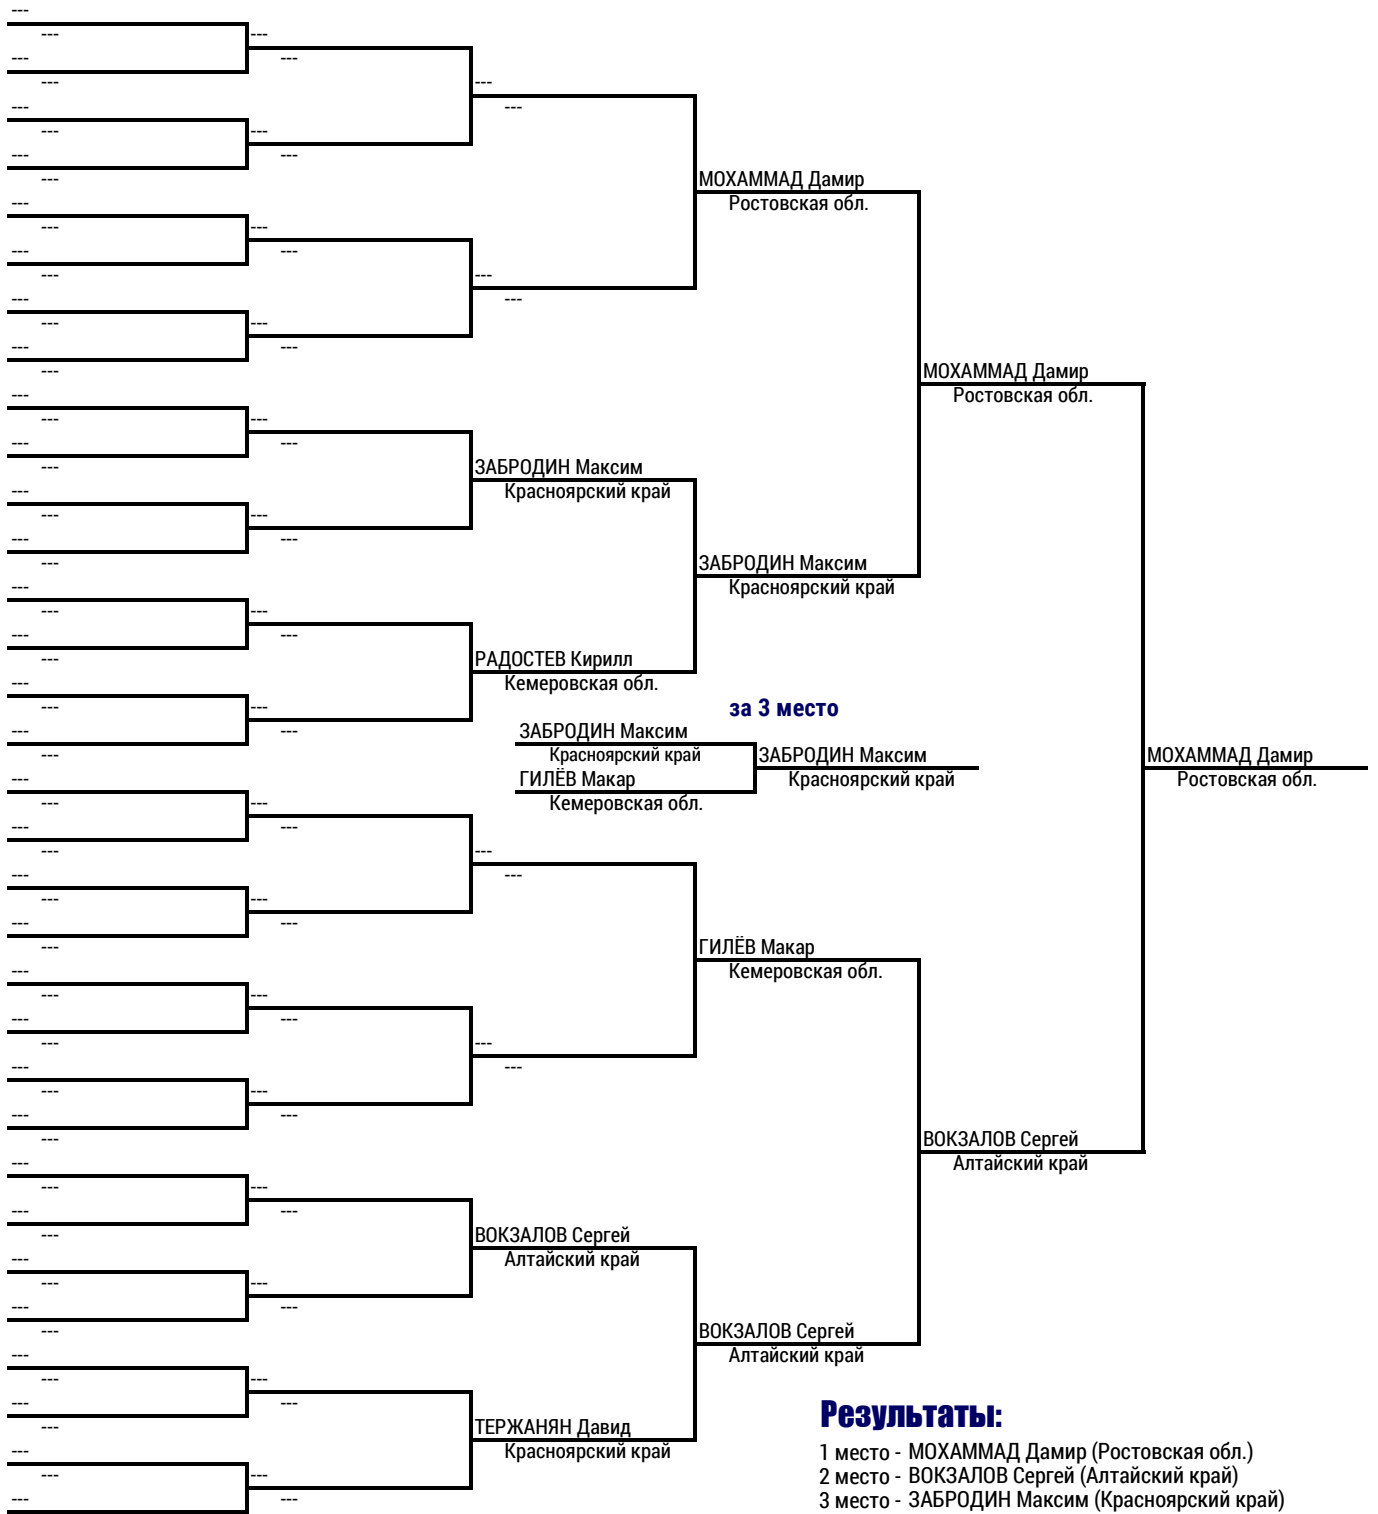 МОХАММАД Дамир
Ростовская обл.
МОХАММАД Дамир
Ростовская обл.
ЗАБРОДИН Максим
Красноярский край
ЗАБРОДИН Максим
Красноярский край
РАДОСТЕВ Кирилл
Кемеровская обл.
за 3 место
ЗАБРОДИН Максим
Красноярский край
ГИЛЁВ Макар
Кемеровская обл.
ЗАБРОДИН Максим
Красноярский край
МОХАММАД Дамир
Ростовская обл.
ГИЛЁВ Макар
Кемеровская обл.
ВОКЗАЛОВ Сергей
Алтайский край
ВОКЗАЛОВ Сергей
Алтайский край
ВОКЗАЛОВ Сергей
Алтайский край
ТЕРЖАНЯН Давид
Красноярский край
Результаты:
1 место - МОХАММАД Дамир (Ростовская обл.)
2 место - ВОКЗАЛОВ Сергей (Алтайский край)
3 место - ЗАБРОДИН Максим (Красноярский край)